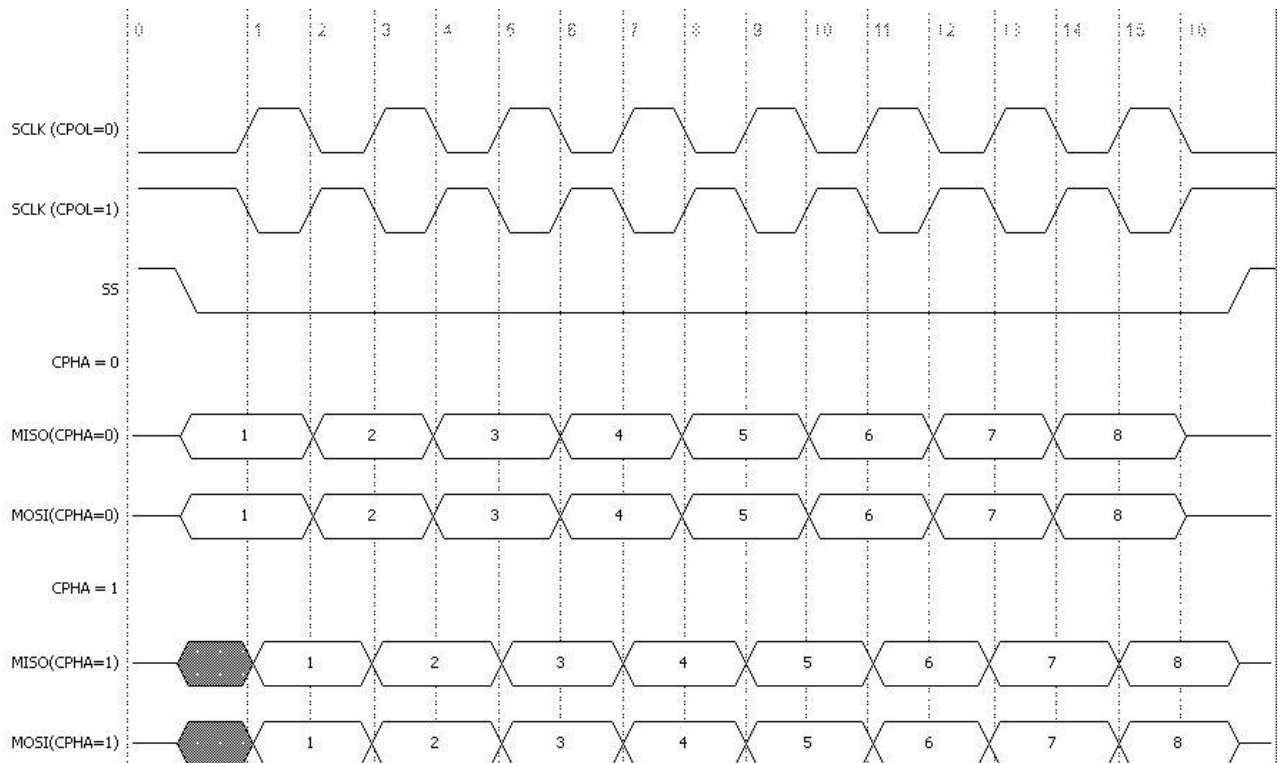 0 1 2 3 4 5 6 7 8 9 10 11 12 13 14 15 16
SCLK (CPOL=0)
SCLK (CPOL=1)
SS
CPHA = 0
MISO(CPHA=0) 1 2 3 4 5 6 7 8
MOSI(CPHA=0) 1 2 3 4 5 6 7 8
CPHA = 1
MISO(CPHA=1) 1 2 3 4 5 6 7 8
MOSI(CPHA=1) 1 2 3 4 5 6 7 8